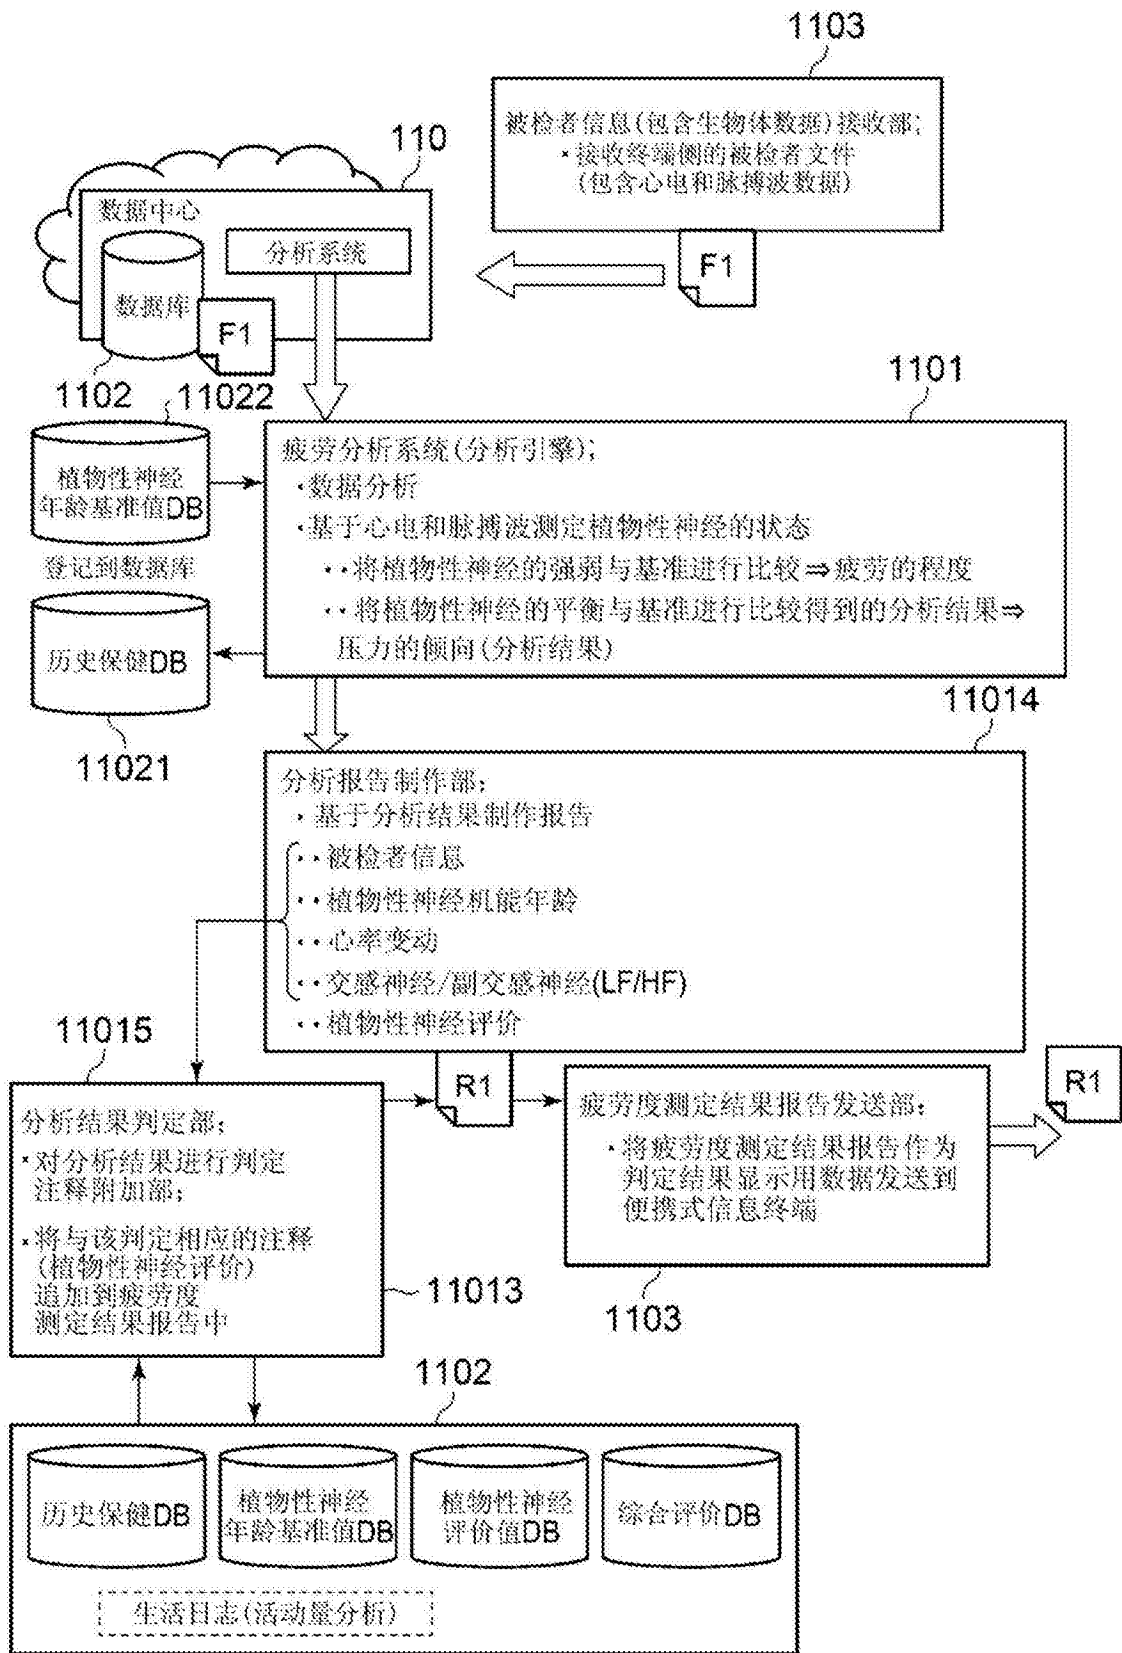 1103
被检者信息(包含生物体数据)接收部;
·接收终端侧的被检者文件
(包含心电和脉搏波数据)
110
数据中心
分析系统
数据库
F1
F1
1102
11022
1101
植物性神经
年龄基准值DB
登记到数据库
历史保健DB
11021
疲劳分析系统(分析引擎);
·数据分析
·基于心电和脉搏波测定植物性神经的状态
··将植物性神经的强弱与基准进行比较⇒疲劳的程度
··将植物性神经的平衡与基准进行比较得到的分析结果⇒
压力的倾向(分析结果)
11014
分析报告制作部;
·基于分析结果制作报告
··被检者信息
··植物性神经机能年龄
··心率变动
··交感神经/副交感神经(LF/HF)
··植物性神经评价
11015
分析结果判定部;
·对分析结果进行判定
注释附加部;
·将与该判定相应的注释
(植物性神经评价)
追加到疲劳度
测定结果报告中
11013
R1
疲劳度测定结果报告发送部:
·将疲劳度测定结果报告作为
判定结果显示用数据发送到
便携式信息终端
1103
R1
1102
历史保健DB
植物性神经
年龄基准值DB
植物性神经
评价值DB
综合评价DB
生活日志(活动量分析)